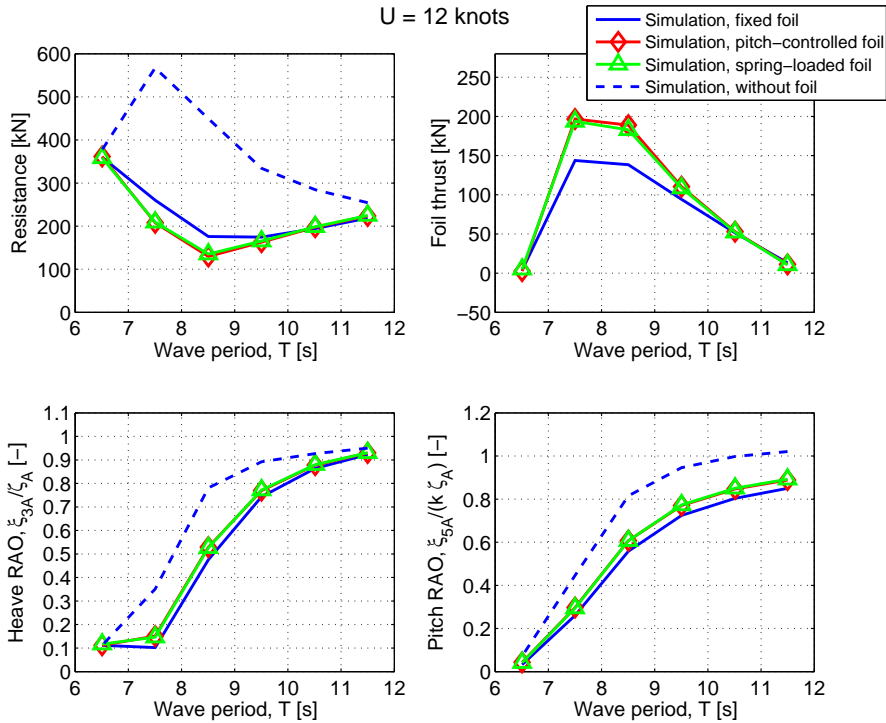 U = 12 knots
Simulation, fixed foil
Simulation, pitch−controlled foil
Simulation, spring−loaded foil
Simulation, without foil
Resistance [kN]
600
500
400
300
200
100
0
6 7 8 9 10 11 12
Wave period, T [s]
Foil thrust [kN]
250
200
150
100
50
0
−50
6 7 8 9 10 11 12
Wave period, T [s]
Heave RAO, ξ3A/ζA [−]
1.1
1
0.9
0.8
0.7
0.6
0.5
0.4
0.3
0.2
0.1
0
6 7 8 9 10 11 12
Wave period, T [s]
Pitch RAO, ξ5A/(k ζA) [−]
1.2
1
0.8
0.6
0.4
0.2
0
6 7 8 9 10 11 12
Wave period, T [s]